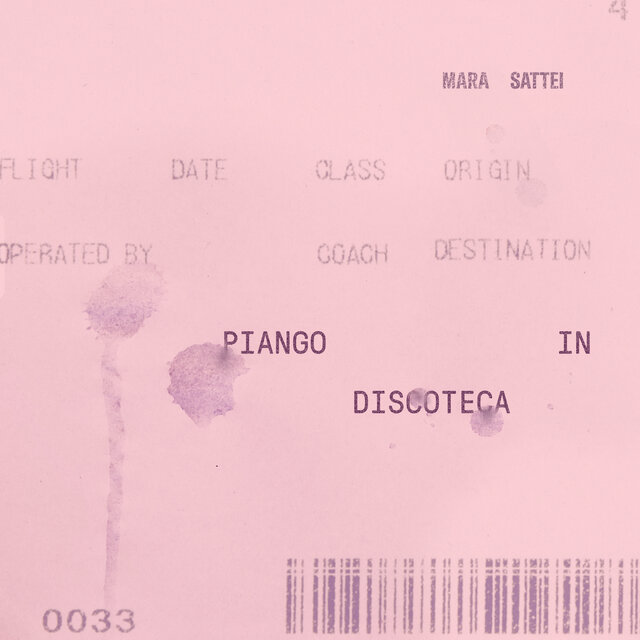 4
MARA SATTEI
FLIGHT DATE CLASS ORIGIN
OPERATED BY COACH DESTINATION
PIANGO IN
DISCOTECA
0033